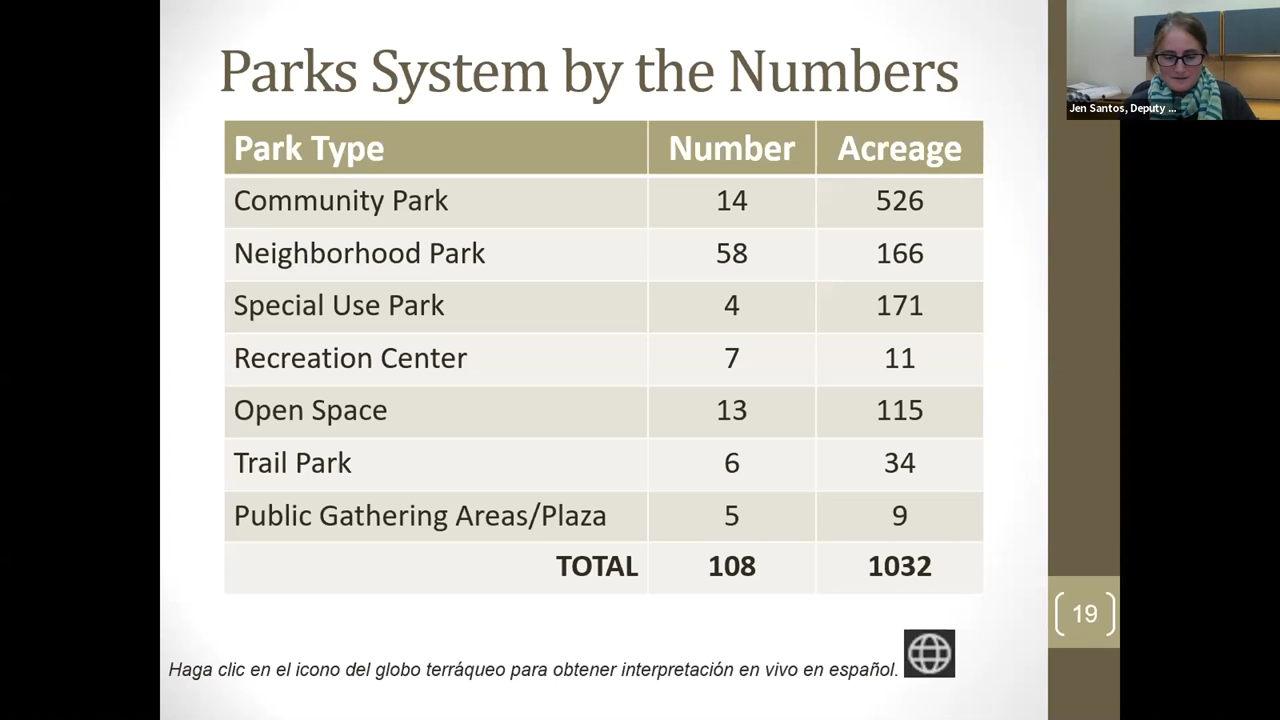 Parks System by the Numbers
Park Type Number Acreage
Community Park 14 526
Neighborhood Park 58 166
Special Use Park 4 171
Recreation Center 7 11
Open Space 13 115
Trail Park 6 34
Public Gathering Areas/Plaza 5 9
TOTAL 108 1032
19
Haga clic en el icono del globo terráqueo para obtener interpretación en vivo en español.
Jen Santos, Deputy ...